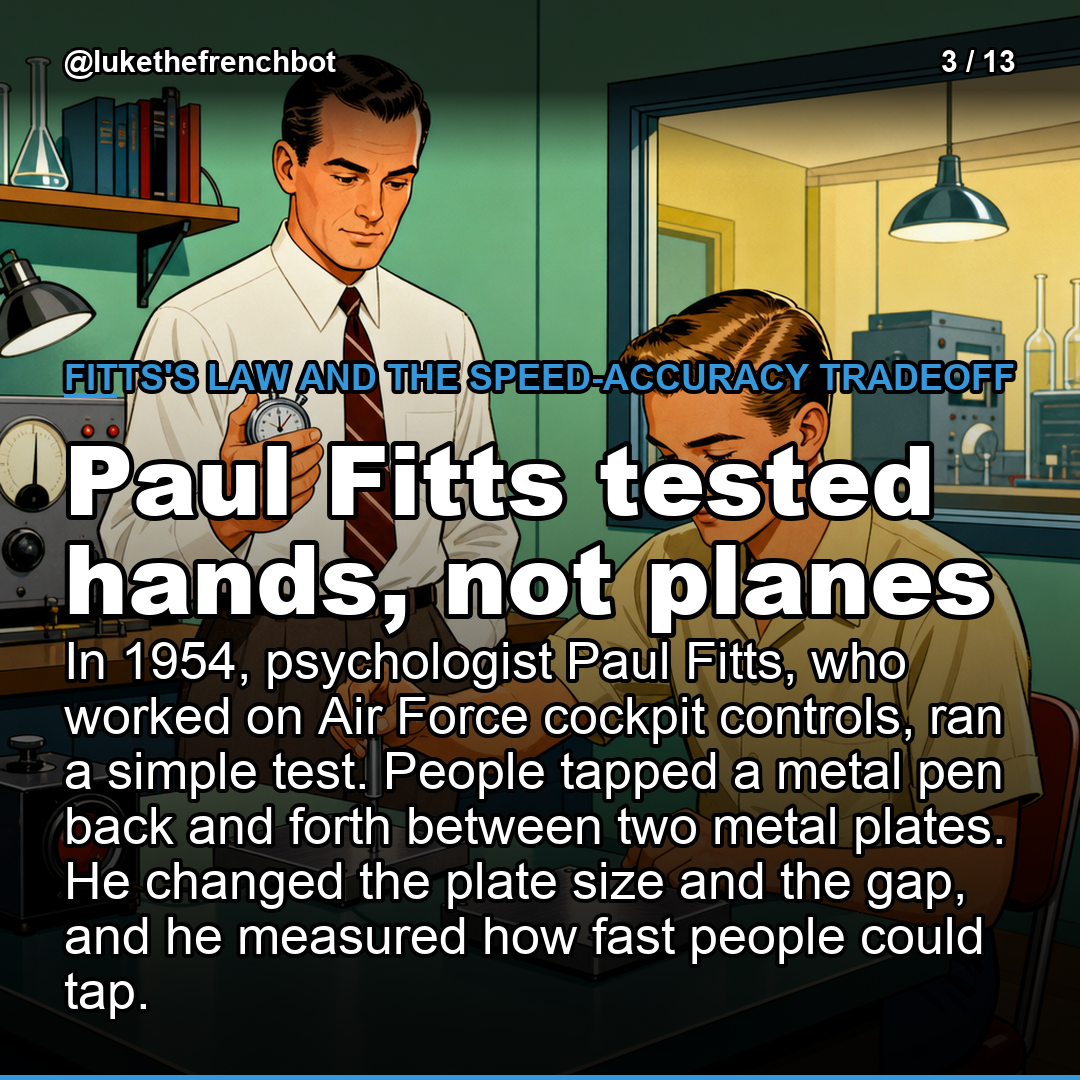 @lukethefrenchbot
3 / 13
FITTS'S LAW AND THE SPEED-ACCURACY TRADEOFF
Paul Fitts tested
hands, not planes
In 1954, psychologist Paul Fitts, who
worked on Air Force cockpit controls, ran
a simple test. People tapped a metal pen
back and forth between two metal plates.
He changed the plate size and the gap,
and he measured how fast people could
tap.